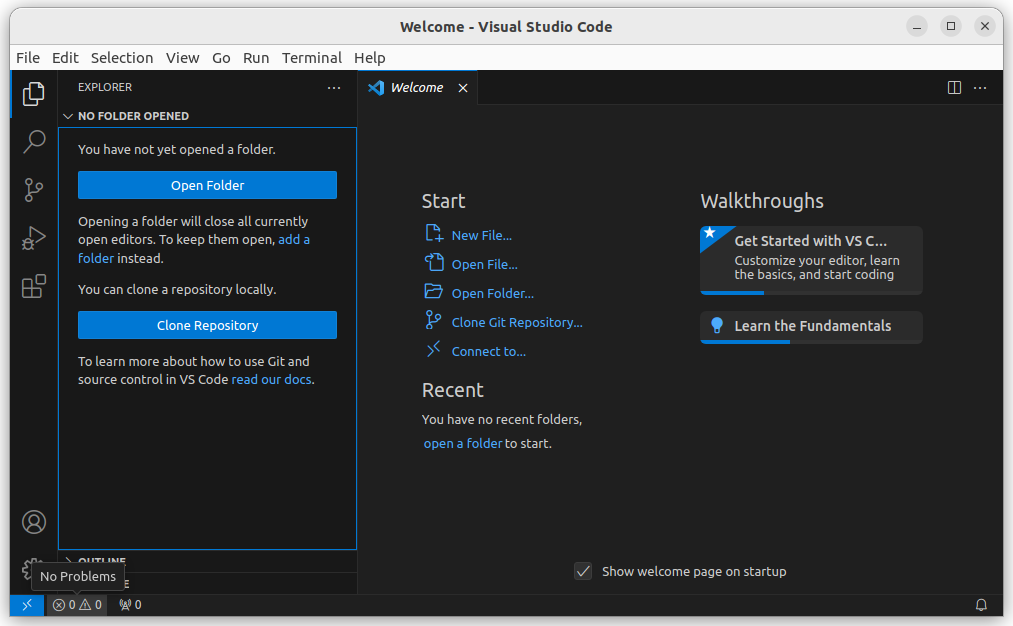 Welcome - Visual Studio Code
File Edit Selection View Go Run Terminal Help
EXPLORER
Welcome
NO FOLDER OPENED
You have not yet opened a folder.
Open Folder
Opening a folder will close all currently
open editors. To keep them open, add a
folder instead.
You can clone a repository locally.
Clone Repository
To learn more about how to use Git and
source control in VS Code read our docs.
OUTLINE
No Problems
Start
New File...
Open File...
Open Folder...
Clone Git Repository...
Connect to...
Recent
You have no recent folders,
open a folder to start.
Walkthroughs
Get Started with VS C...
Customize your editor, learn
the basics, and start coding
Learn the Fundamentals
Show welcome page on startup
0 0 0